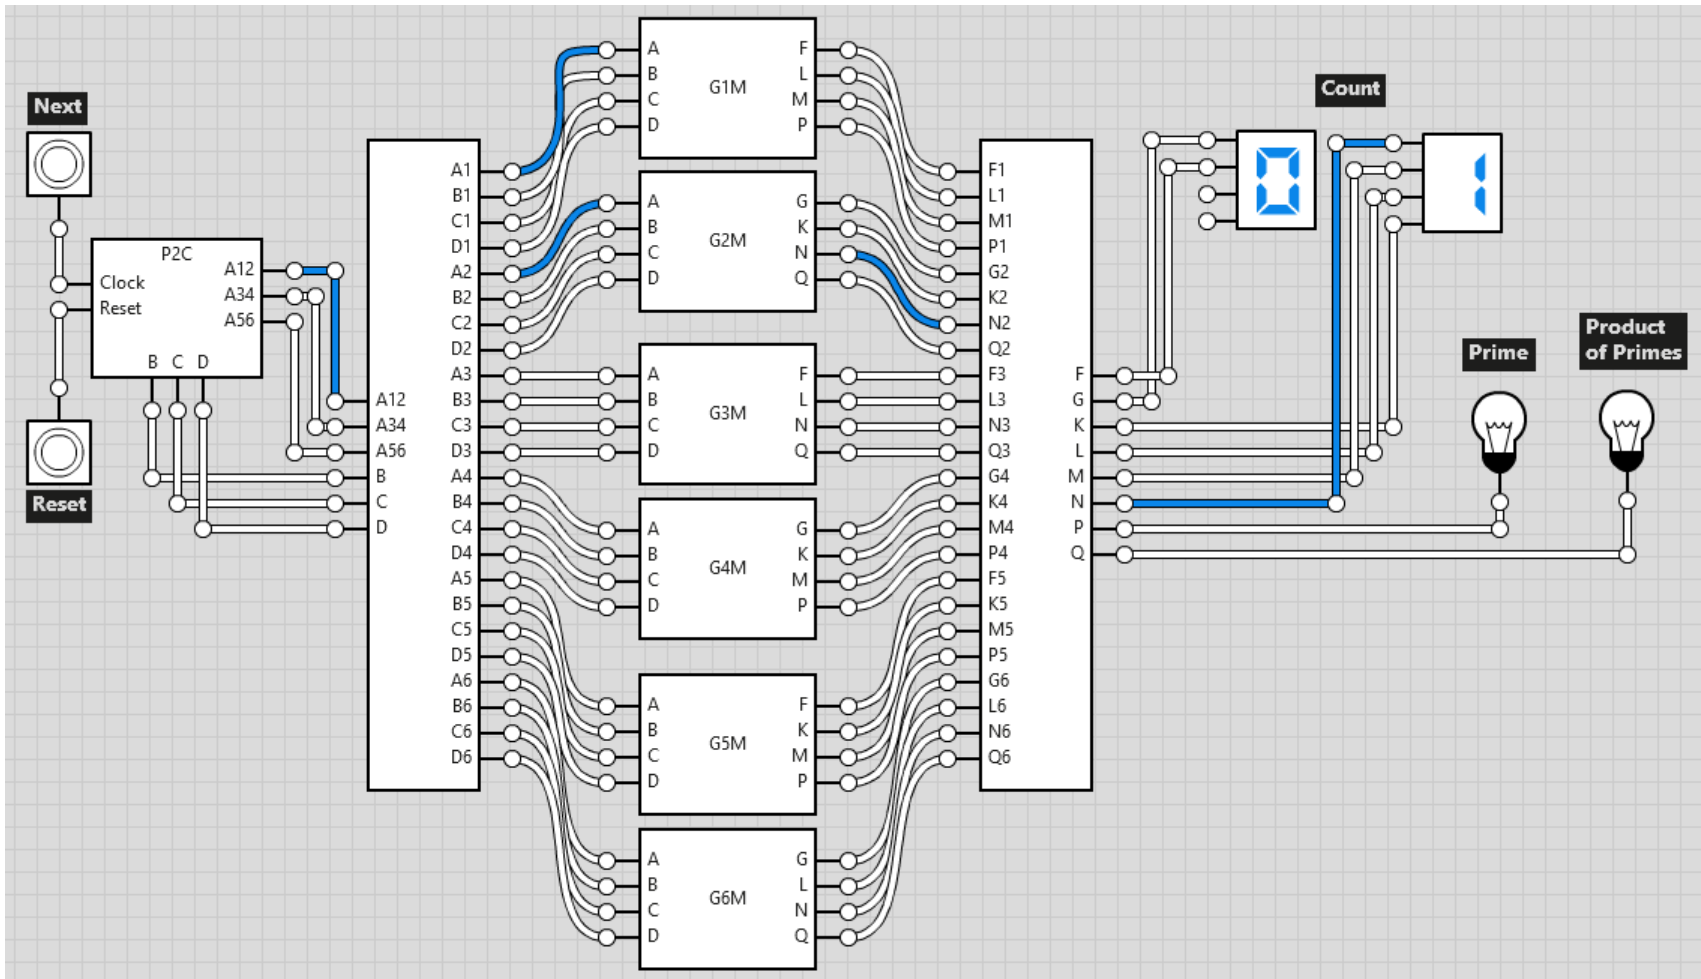 Next
Reset
P2C
Clock
Reset
A12
A34
A56
B C D
A12
A34
A56
B
C
D
A1
B1
C1
D1
A2
B2
C2
D2
A3
B3
C3
D3
A4
B4
C4
D4
A5
B5
C5
D5
A6
B6
C6
D6
A
B
C
D
G1M
F
L
M
P
A
B
C
D
G2M
G
K
N
Q
A
B
C
D
G3M
F
L
N
Q
A
B
C
D
G4M
G
K
M
P
A
B
C
D
G5M
F
K
M
P
A
B
C
D
G6M
G
L
N
Q
F1
L1
M1
P1
G2
K2
N2
Q2
F3
L3
N3
Q3
G4
K4
M4
P4
F5
K5
M5
P5
G6
L6
N6
Q6
F
G
K
L
M
N
P
Q
Count
0 1
Prime
Product
of Primes